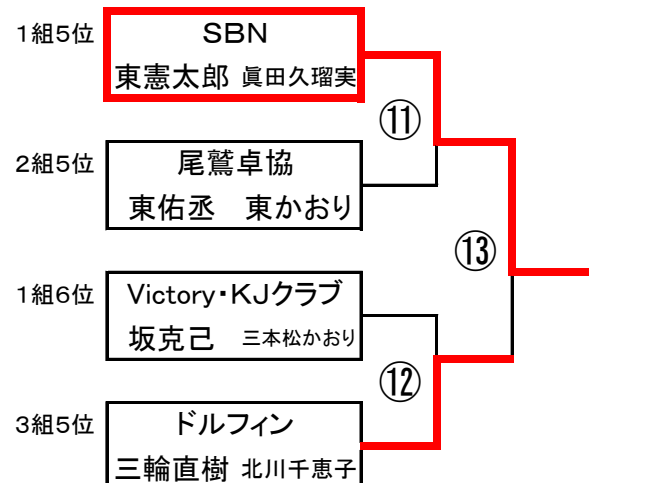 1組5位
SBN
東憲太郎 眞田久瑠実
⑪
2組5位
尾鷲卓協
東佑丞 東かおり
⑬
1組6位
Victory・KJクラブ
坂克己 三本松かおり
⑫
3組5位
ドルフィン
三輪直樹 北川千恵子